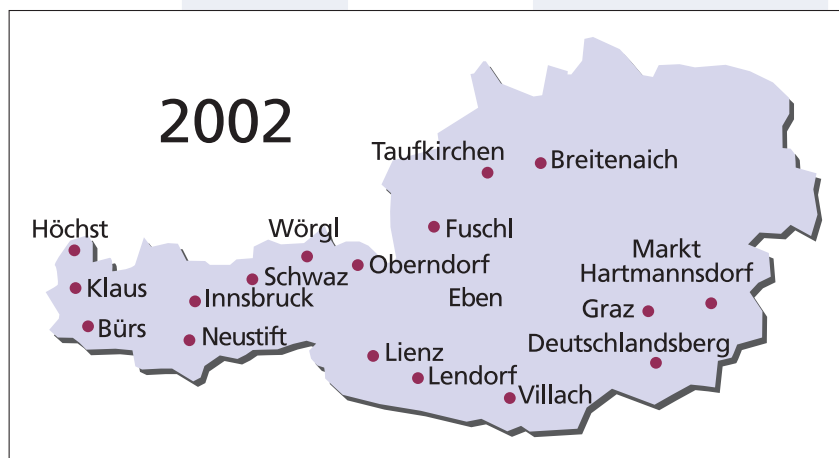 2002
Taufkirchen
Breitenaich
Höchst
Wörgl
Fuschl
Markt
Hartmannsdorf
Oberndorf
Schwaz
Klaus
Innsbruck
Eben
Graz
Bürs
Neustift
Deutschlandsberg
Lienz
Lendorf
Villach